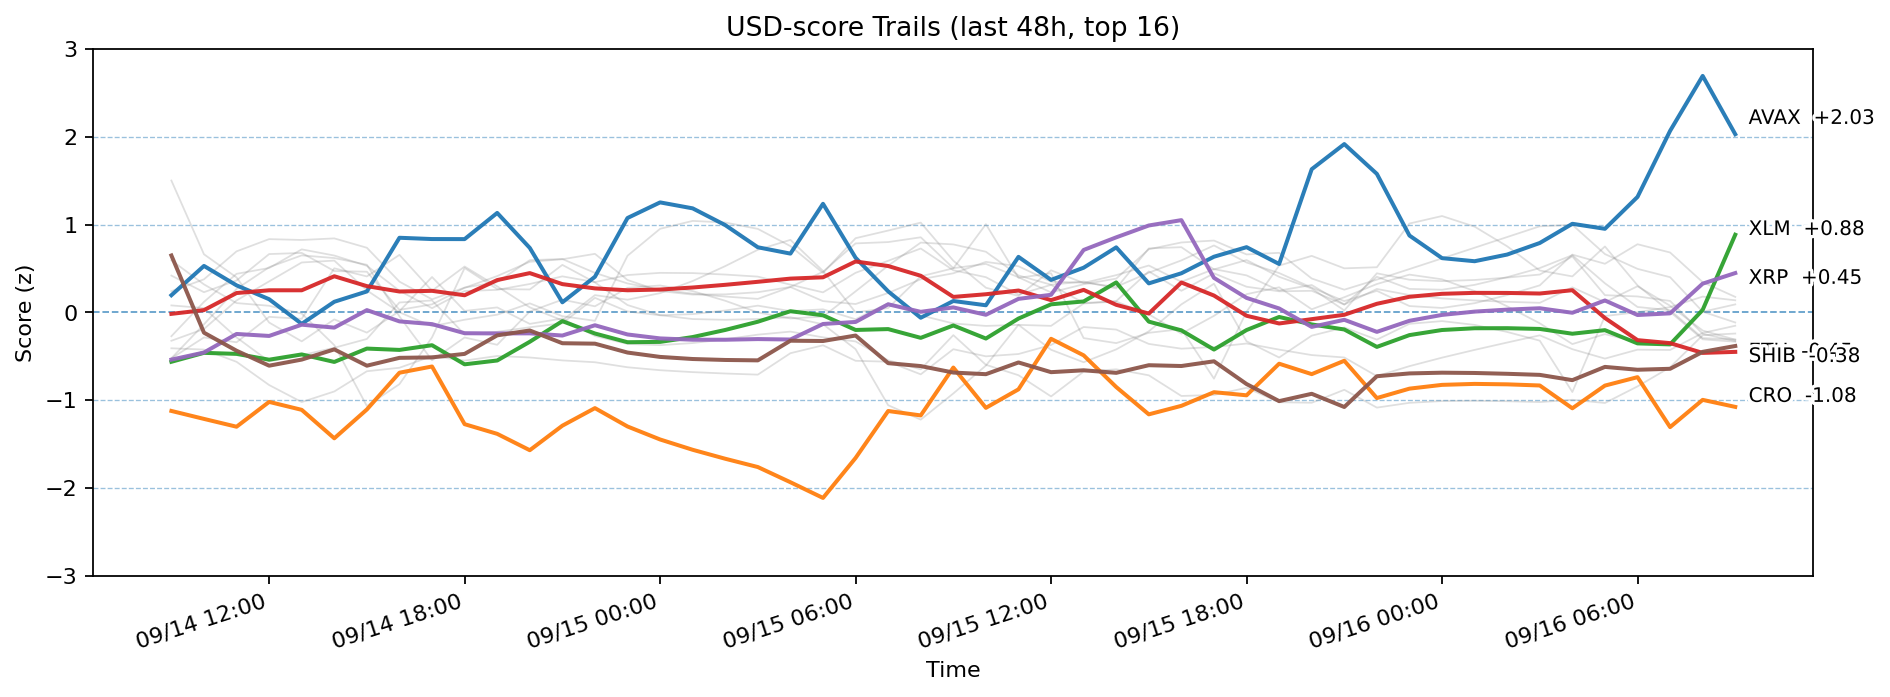 USD-score Trails (last 48h, top 16)
Score (z)
3
2
1
0
−1
−2
−3
AVAX +2.03
XLM +0.88
XRP +0.45
SHIB -0.38
CRO -1.08
09/14 12:00
09/14 18:00
09/15 00:00
09/15 06:00
09/15 12:00
09/15 18:00
09/16 00:00
09/16 06:00
Time